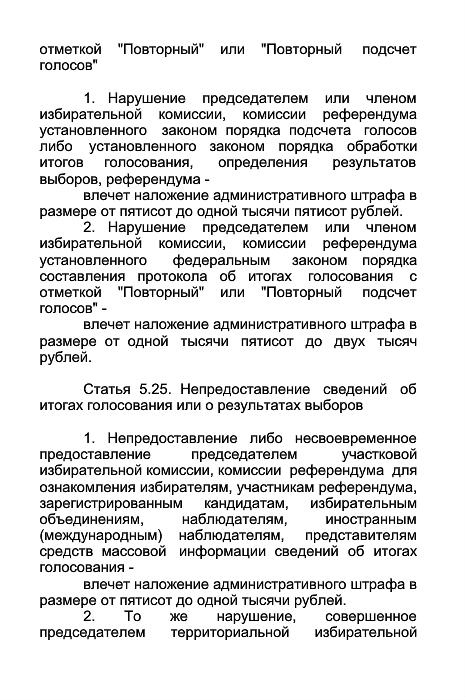 отметкой "Повторный" или "Повторный подсчет
голосов"
1. Нарушение председателем или членом
избирательной комиссии, комиссии референдума
установленного законом порядка подсчета голосов
либо установленного законом порядка обработки
итогов голосования, определения результатов
выборов, референдума -
влечет наложение административного штрафа в
размере от пятисот до одной тысячи пятисот рублей.
2. Нарушение председателем или членом
избирательной комиссии, комиссии референдума
установленного федеральным законом порядка
составления протокола об итогах голосования с
отметкой "Повторный" или "Повторный подсчет
голосов" -
влечет наложение административного штрафа в
размере от одной тысячи пятисот до двух тысяч
рублей.
Статья 5.25. Непредоставление сведений об
итогах голосования или о результатах выборов
1. Непредоставление либо несвоевременное
предоставление председателем участковой
избирательной комиссии, комиссии референдума для
ознакомления избирателям, участникам референдума,
зарегистрированным кандидатам, избирательным
объединениям, наблюдателям, иностранным
(международным) наблюдателям, представителям
средств массовой информации сведений об итогах
голосования -
влечет наложение административного штрафа в
размере от пятисот до одной тысячи рублей.
2. То же нарушение, совершенное
председателем территориальной избирательной